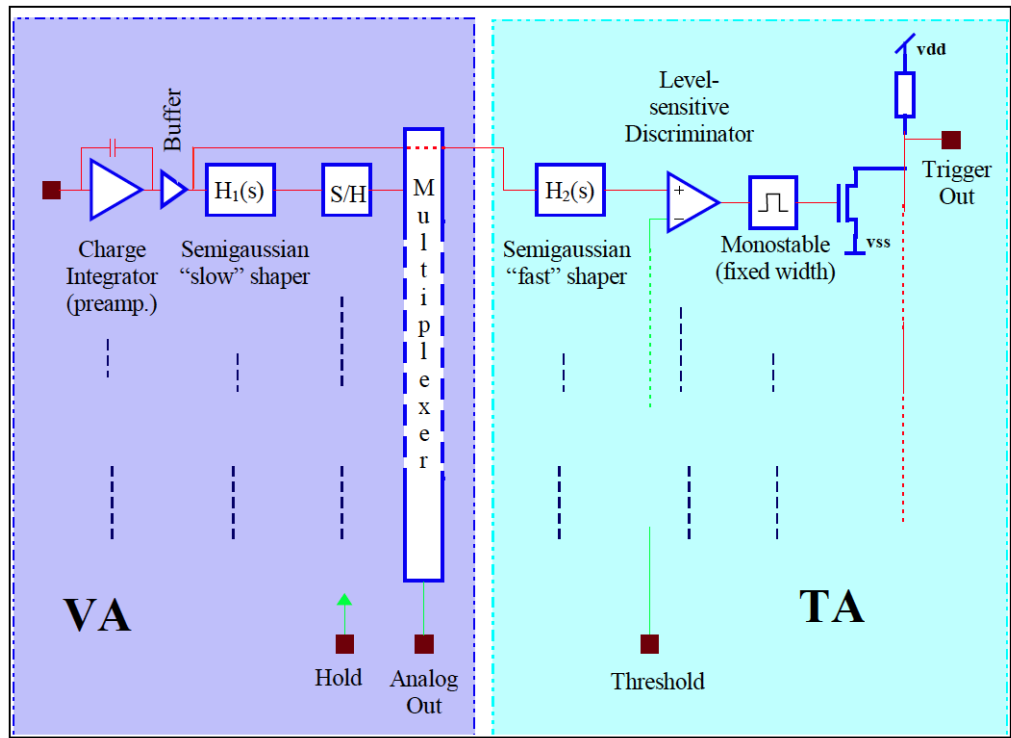 vdd
Level-
sensitive
Discriminator
Buffer
Trigger
Out
H₁(s)
S/H
M
u
l
t
i
p
l
e
x
e
r
H₂(s)
+
−
vss
Charge
Integrator
(preamp.)
Semigaussian
“slow” shaper
Semigaussian
“fast” shaper
Monostable
(fixed width)
VA
TA
Hold
Analog
Out
Threshold